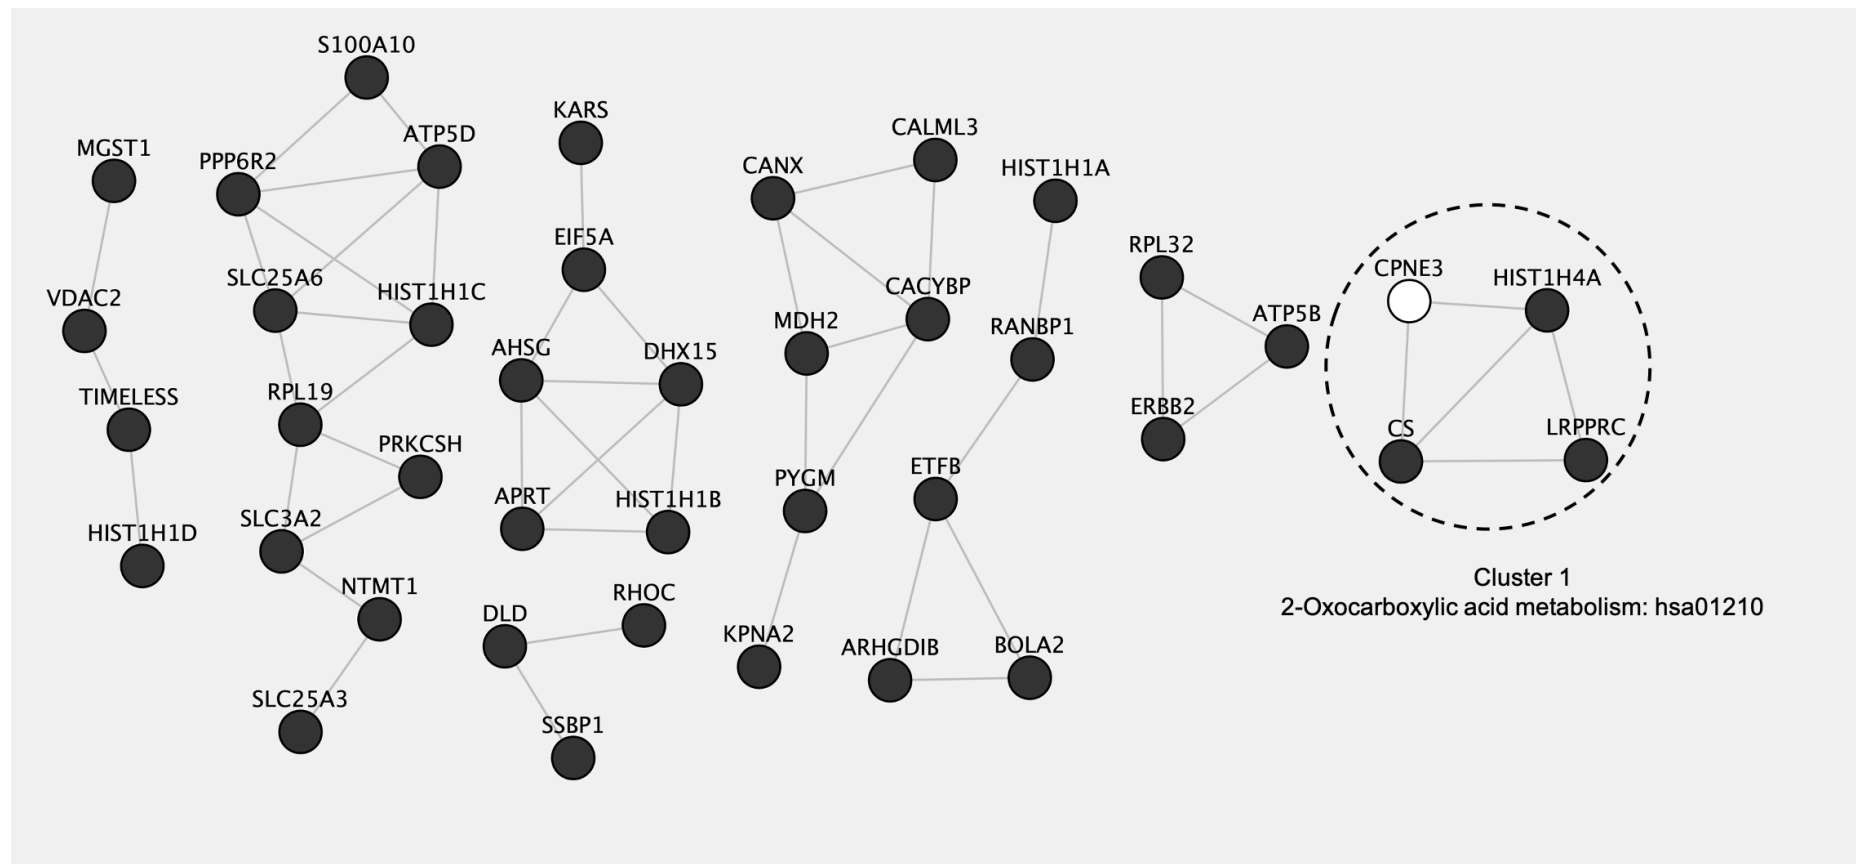 S100A10
KARS
CALML3
ATP5D
MGST1
PPP6R2
CANX
HIST1H1A
EIF5A
RPL32
CPNE3
HIST1H4A
SLC25A6
HIST1H1C
CACYBP
VDAC2
MDH2
RANBP1
ATP5B
AHSG
DHX15
TIMELESS
RPL19
ERBB2
CS
LRPPRC
PRKCSH
ETFB
PYGM
APRT
HIST1H1B
SLC3A2
HIST1H1D
Cluster 1
2-Oxocarboxylic acid metabolism: hsa01210
NTMT1
RHOC
DLD
KPNA2
ARHGDIB
BOLA2
SLC25A3
SSBP1